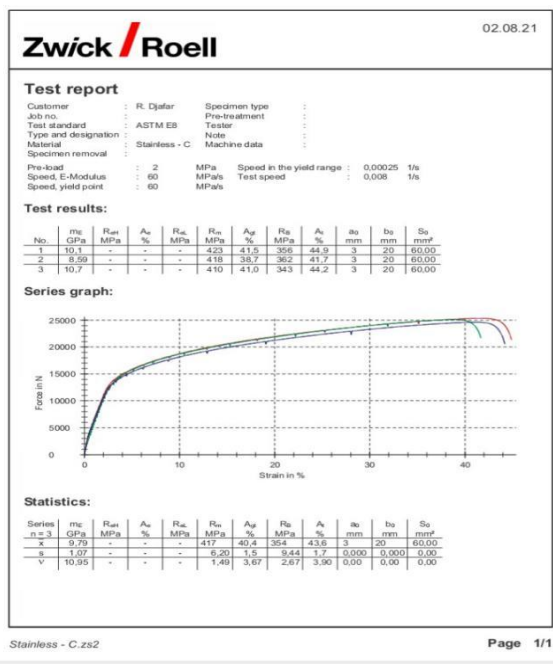 02.08.21
Zwick / Roell
Test report
Customer : R. Djafar Specimen type :
Job no. : Pre-treatment :
Test standard : ASTM E8 Tester :
Type and designation : Note :
Material : Stainless - C Machine data :
Specimen removal :
Pre-load : 2 MPa Speed in the yield range : 0,00025 1/s
Speed, E-Modulus : 60 MPa/s Test speed : 0,008 1/s
Speed, yield point : 60 MPa/s
Test results:
mE ReH Ae ReL Rm Agt RB At a0 b0 S0
No. GPa MPa % MPa MPa % MPa % mm mm mm²
1 10,1 - - - 423 41,5 356 44,9 3 20 60,00
2 8,59 - - - 418 38,7 362 41,7 3 20 60,00
3 10,7 - - - 410 41,0 343 44,2 3 20 60,00
Series graph:
25000
20000
15000
10000
5000
0
Force in N
0 10 20 30 40
Strain in %
Statistics:
Series mE ReH Ae ReL Rm Agt RB At a0 b0 S0
n = 3 GPa MPa % MPa MPa % MPa % mm mm mm²
x̄ 9,79 - - - 417 40,4 354 43,6 3 20 60,00
s 1,07 - - - 6,20 1,5 9,44 1,7 0,000 0,000 0,00
ν 10,95 - - - 1,49 3,67 2,67 3,90 0,00 0,00 0,00
Stainless - C.zs2 Page 1/1